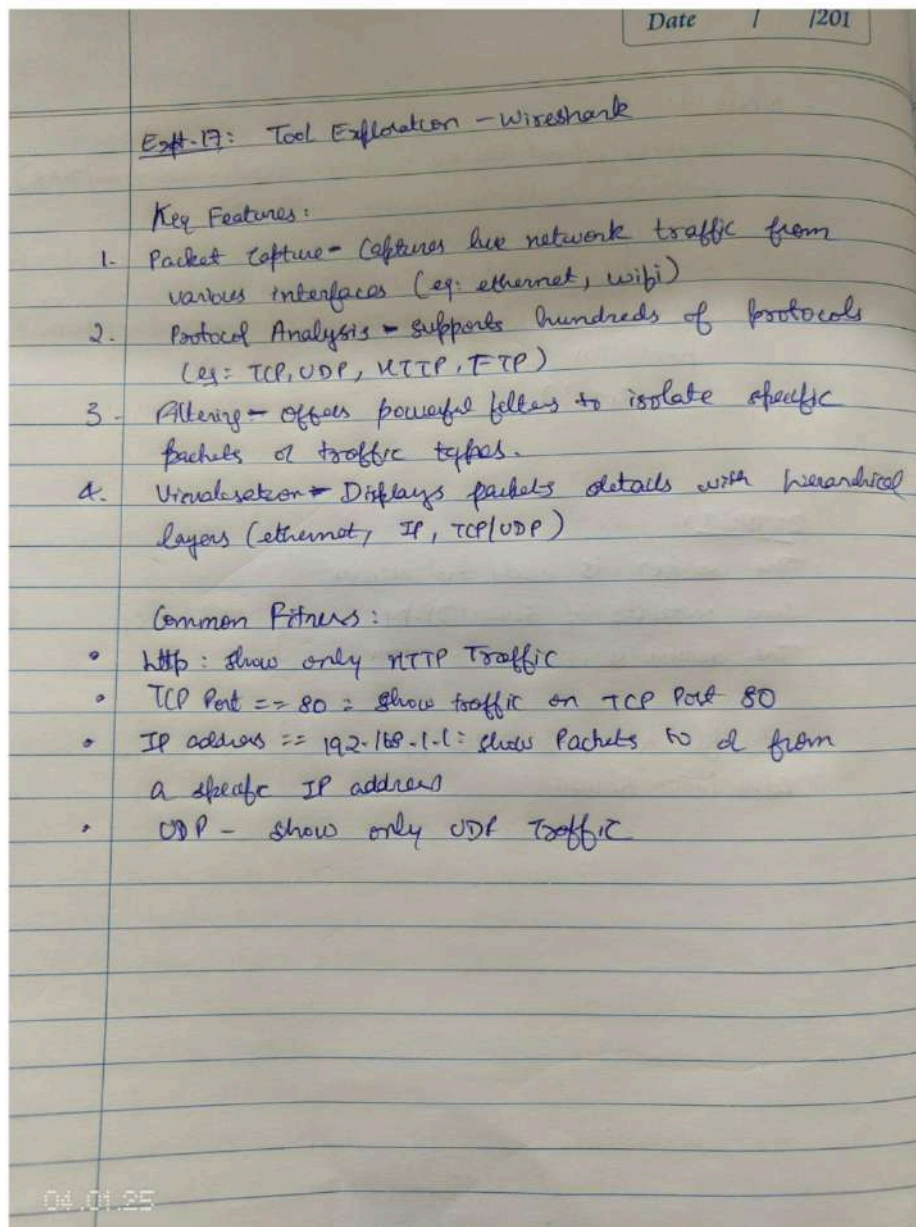 Date / /201
Expt-17: Tool Exploration - Wireshark
Key Features:
1. Packet Capture - Captures live network traffic from
various interfaces (eg: ethernet, wifi)
2. Protocol Analysis - supports hundreds of protocols
(eg: TCP, UDP, HTTP, FTP)
3. Filtering - offers powerful filters to isolate specific
packets or traffic types.
4. Visualisation - Displays packets details with hierarchical
layers (ethernet, IP, TCP/UDP)
Common Fitness:
• http: show only HTTP Traffic
• TCP Port == 80: show traffic on TCP Port 80
• IP address == 192.168.1.1: show Packets to or from
a specific IP address
• UDP - show only UDP Traffic
04.01.25